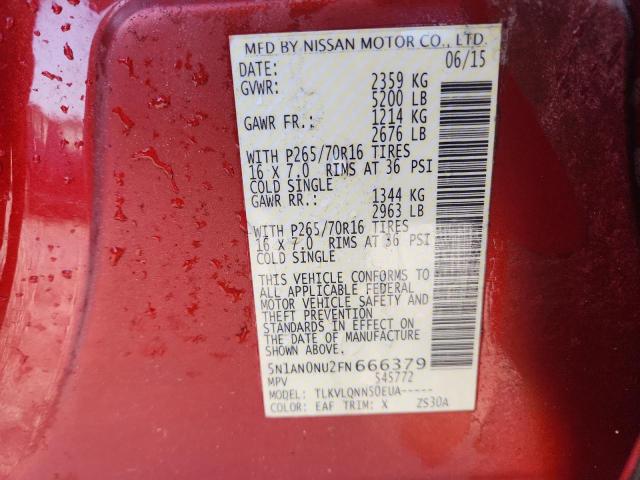 MFD BY NISSAN MOTOR CO., LTD.
DATE: 06/15
GVWR: 2359 KG
5200 LB
GAWR FR.: 1214 KG
2676 LB
WITH P265/70R16 TIRES
16 X 7.0 RIMS AT 36 PSI
COLD SINGLE
GAWR RR.: 1344 KG
2963 LB
WITH P265/70R16 TIRES
16 X 7.0 RIMS AT 36 PSI
COLD SINGLE
THIS VEHICLE CONFORMS TO
ALL APPLICABLE FEDERAL
MOTOR VEHICLE SAFETY AND
THEFT PREVENTION
STANDARDS IN EFFECT ON
THE DATE OF MANUFACTURE
SHOWN ABOVE.
5N1AN0NU2FN666379
MPV 54S772
MODEL: TLKVLQNN50EUA-----
COLOR: EAF TRIM: X ZS30A